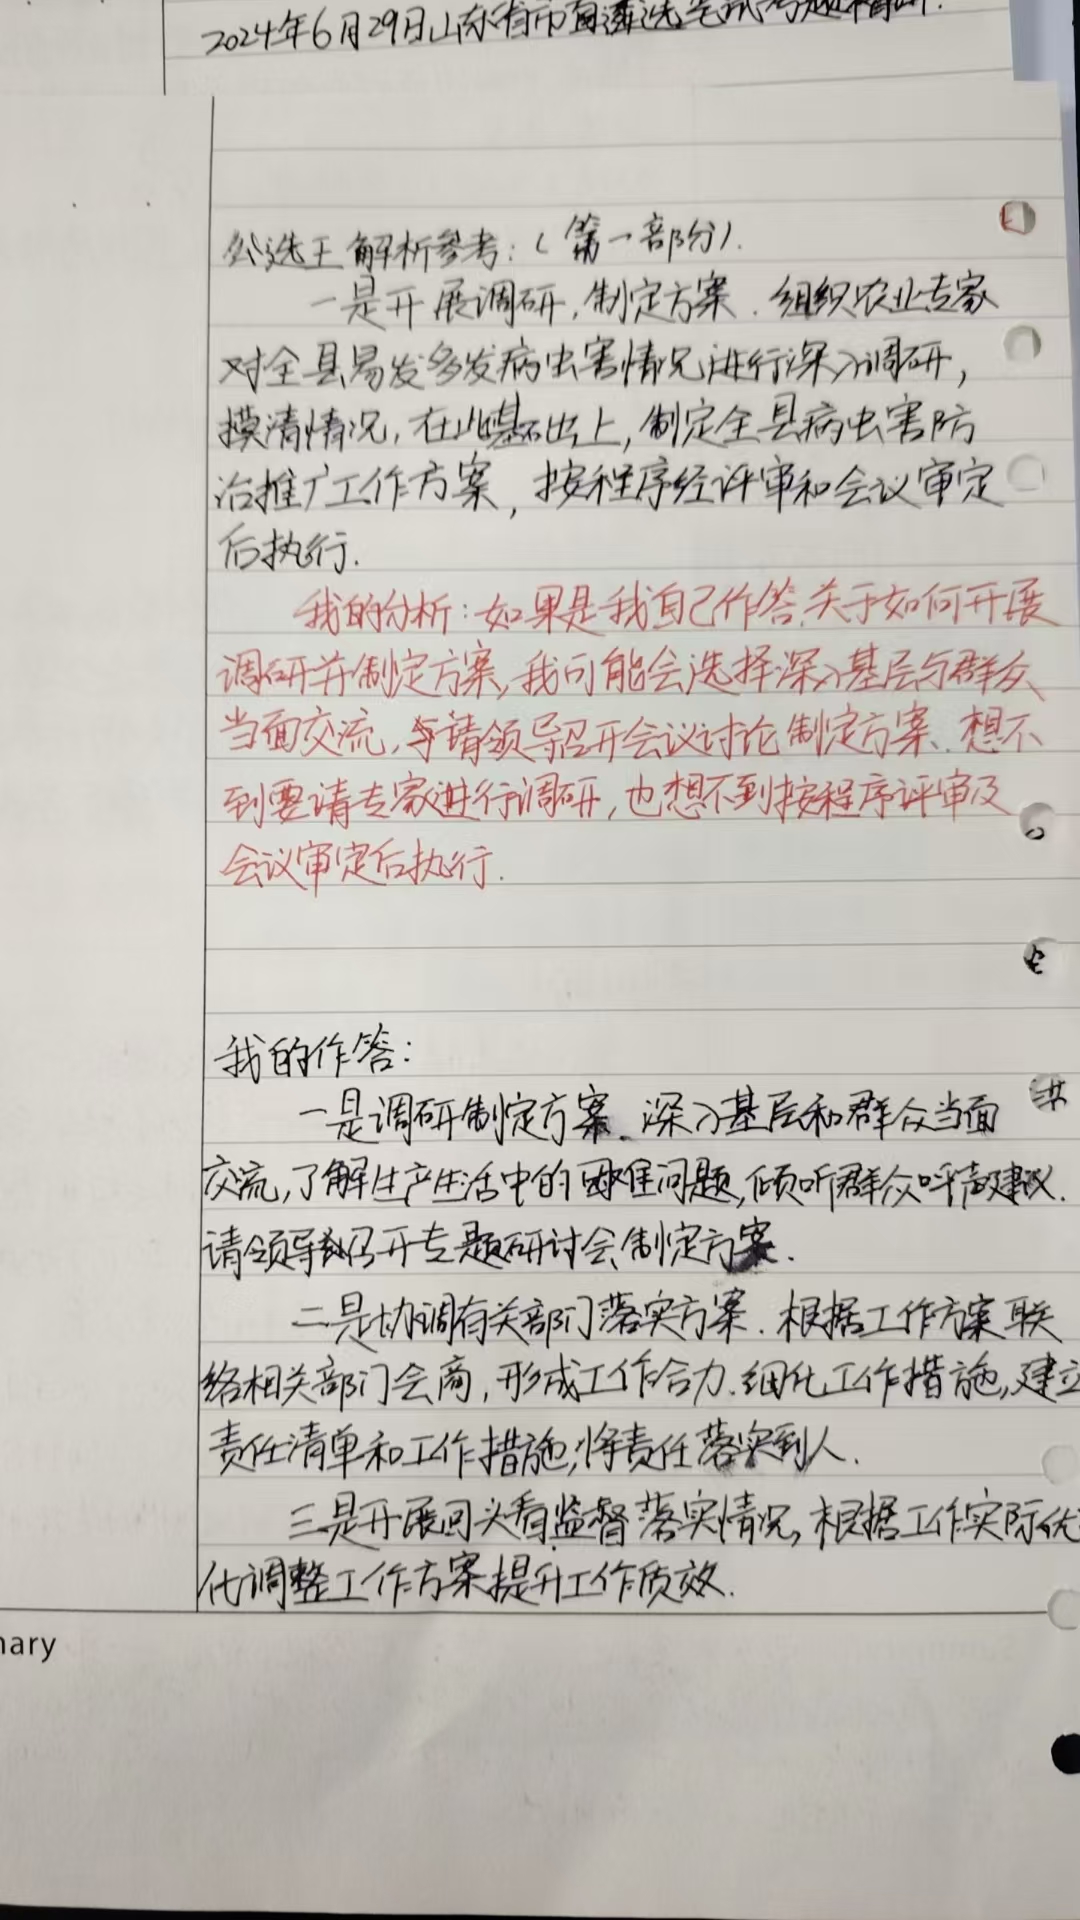 2024年6月29日山东省市直遴选笔试
公选王解析参考:(第一部分).
一是开展调研,制定方案.组织农业专家
对全县易发多发病虫害情况进行深入调研,
摸清情况,在此基础上,制定全县病虫害防
治推广工作方案,按程序经评审和会议审定
后执行.
我的分析:如果是我自己作答,关于如何开展
调研并制定方案,我可能会选择深入基层与群众
当面交流,请领导召开会议讨论制定方案.想不
到要请专家进行调研,也想不到按程序评审及
会议审定后执行.
我的作答:
一是调研制定方案.深入基层和群众当面
交流,了解生产生活中的困难问题,倾听群众呼声建议.
请领导召开专题研讨会制定方案.
二是协调有关部门落实方案.根据工作方案联
络相关部门会商,形成工作合力.细化工作措施,建立
责任清单和工作措施,将责任落实到人.
三是开展回头看监督落实情况,根据工作实际优
化调整工作方案提升工作质效.
nary